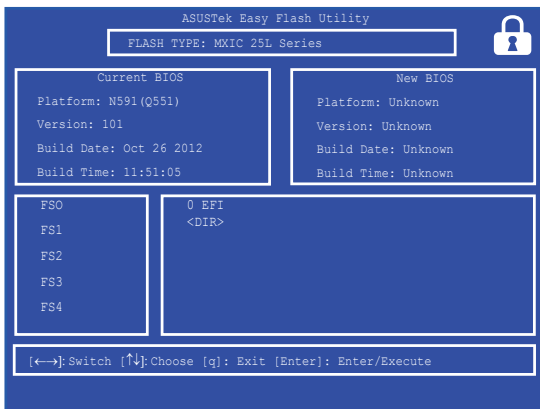 ASUSTek Easy Flash Utility
FLASH TYPE: MXIC 25L Series
Current BIOS
Platform: N591(Q551)
Version: 101
Build Date: Oct 26 2012
Build Time: 11:51:05
New BIOS
Platform: Unknown
Version: Unknown
Build Date: Unknown
Build Time: Unknown
FSO
FS1
FS2
FS3
FS4
0 EFI
<DIR>
[←→]: Switch [↑↓]: Choose [q]: Exit [Enter]: Enter/Execute